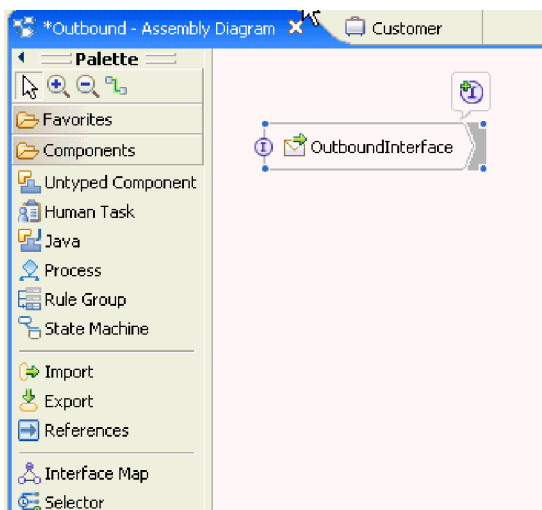 *Outbound - Assembly Diagram
Customer
Palette
Favorites
Components
Untyped Component
Human Task
Java
Process
Rule Group
State Machine
Import
Export
References
Interface Map
Selector
I
I
OutboundInterface